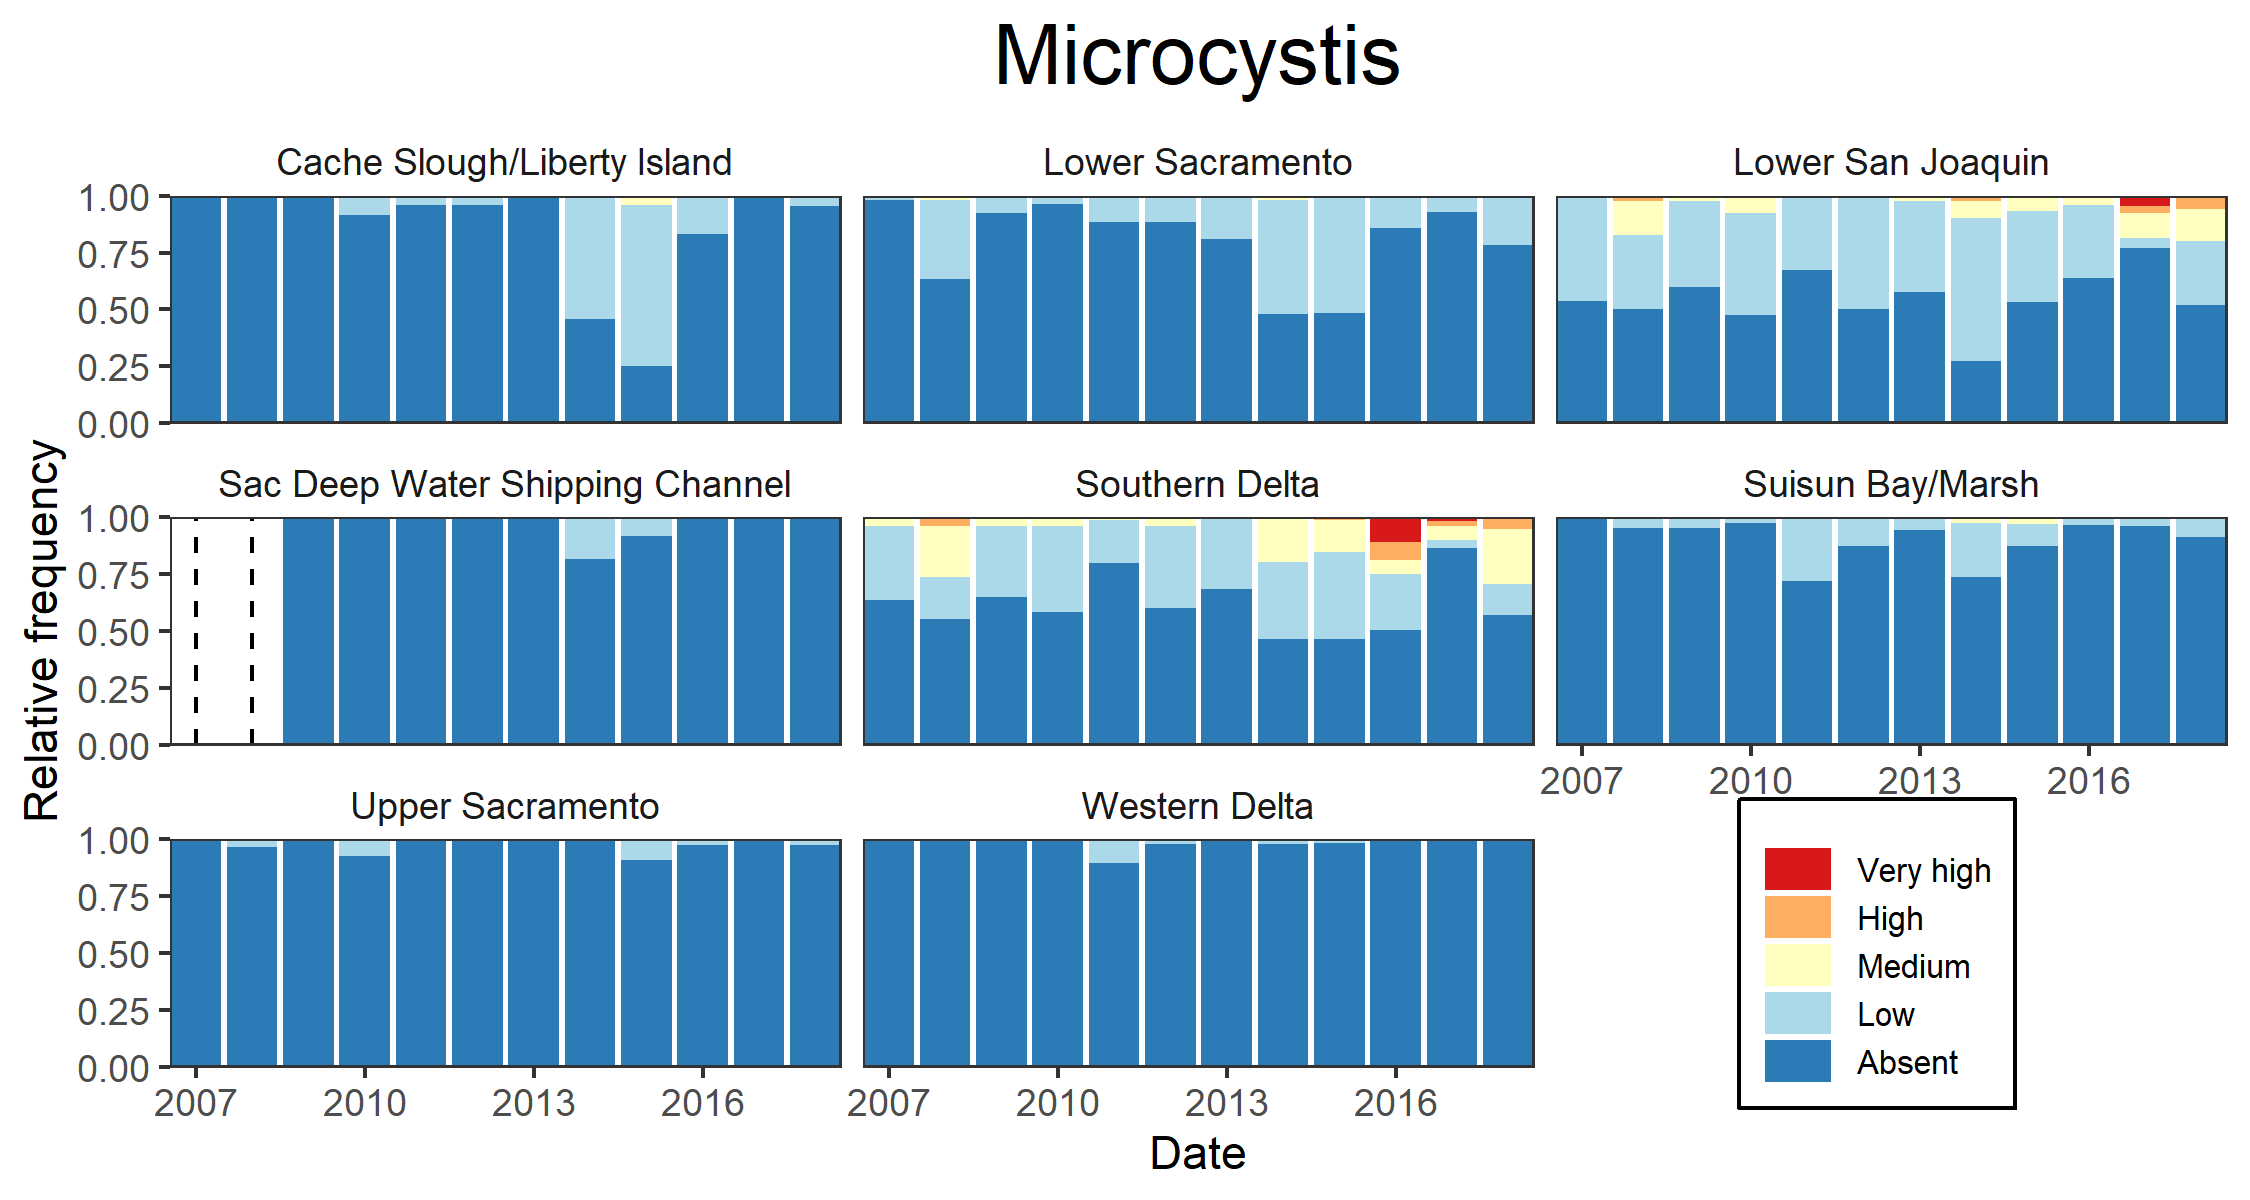 Microcystis
Cache Slough/Liberty Island
Lower Sacramento
Lower San Joaquin
1.00
0.75
0.50
0.25
0.00
Sac Deep Water Shipping Channel
Southern Delta
Suisun Bay/Marsh
1.00
0.75
0.50
0.25
0.00
2007 2010 2013 2016
Upper Sacramento
Western Delta
1.00
0.75
0.50
0.25
0.00
2007 2010 2013 2016
2007 2010 2013 2016
Relative frequency
Date
Very high
High
Medium
Low
Absent